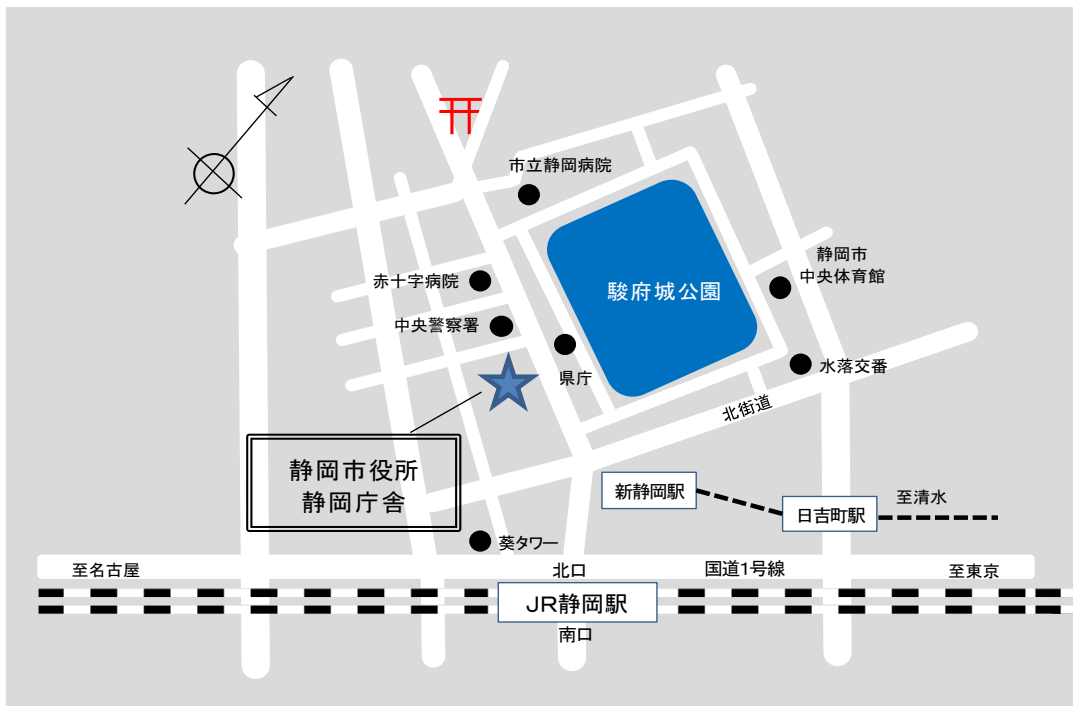 市立静岡病院
静岡市
中央体育館
赤十字病院
駿府城公園
中央警察署
県庁
水落交番
北街道
静岡市役所
静岡庁舎
新静岡駅
至清水
日吉町駅
葵タワー
至名古屋
北口
国道1号線
至東京
JR静岡駅
南口